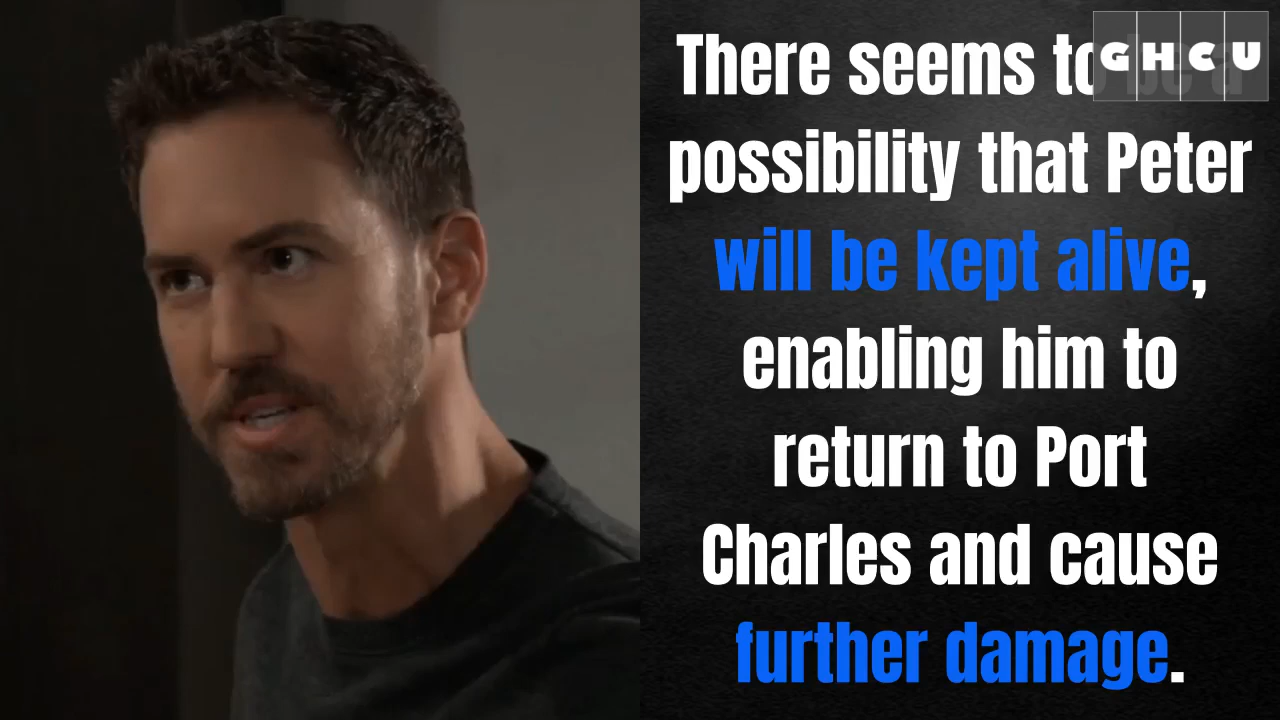 There seems to be a
GHCU
possibility that Peter
will be kept alive,
enabling him to
return to Port
Charles and cause
further damage.